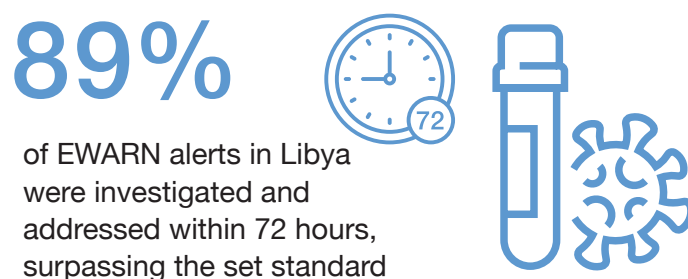 89%
72
of EWARN alerts in Libya
were investigated and
addressed within 72 hours,
surpassing the set standard